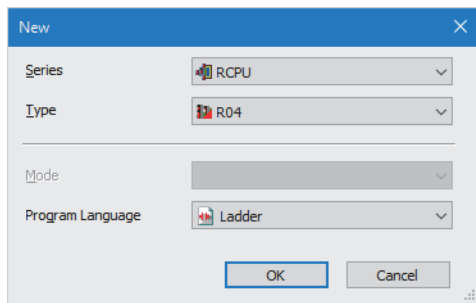 New
Series RCPU
Type R04
Mode
Program Language Ladder
OK Cancel